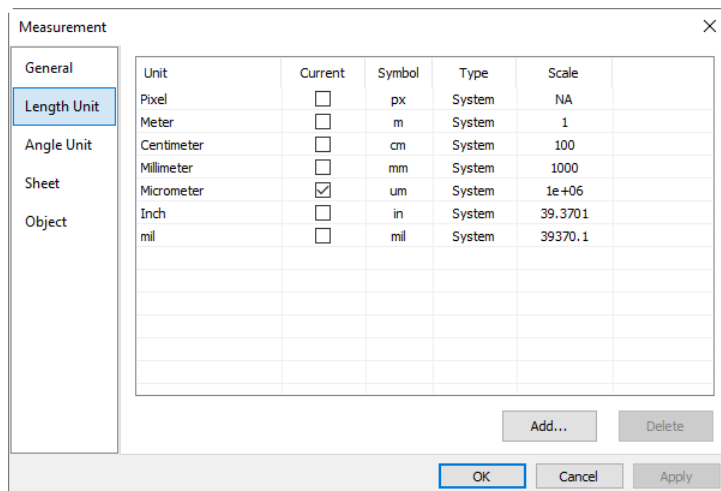 Measurement
General
Length Unit
Angle Unit
Sheet
Object
Unit Current Symbol Type Scale
Pixel px System NA
Meter m System 1
Centimeter cm System 100
Millimeter mm System 1000
Micrometer um System 1e+06
Inch in System 39.3701
mil mil System 39370.1
Add... Delete
OK Cancel Apply